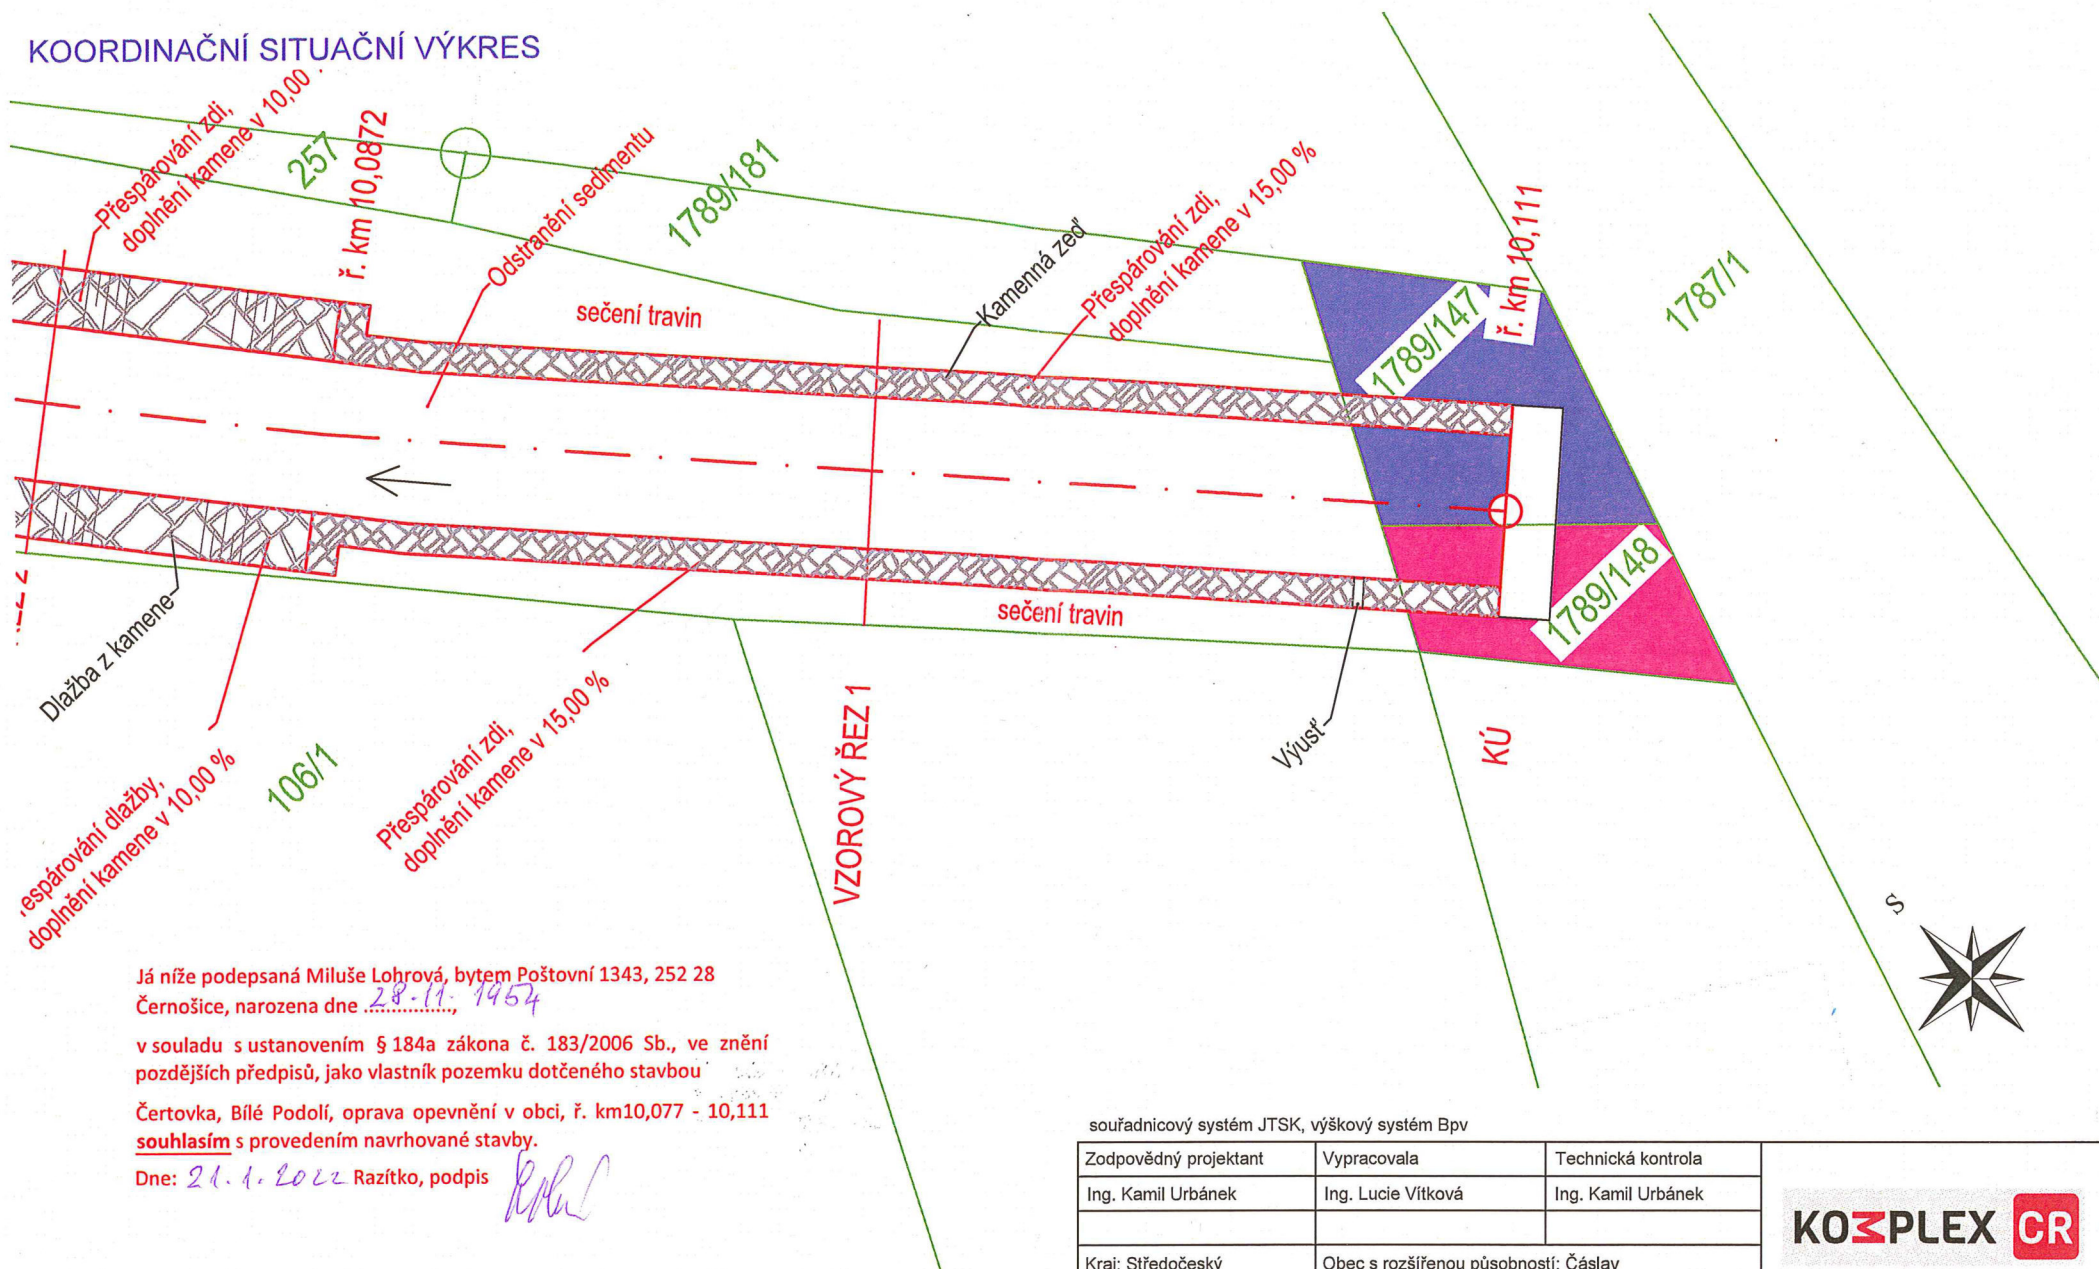 KOORDINAČNÍ SITUAČNÍ VÝKRES
Přespárování zdi,
doplnění kamene v 10,00
257
ř. km 10,0872
Odstranění sedimentu
1789/181
sečení travin
Kamenná zeď
Přespárování zdi,
doplnění kamene v 15,00 %
1789/147
ř. km 10,111
1787/1
1789/148
sečení travin
Dlažba z kamene
espárování dlažby,
doplnění kamene v 10,00 %
106/1
Přespárování zdi,
doplnění kamene v 15,00 %
VZOROVÝ ŘEZ 1
Výusť
KÚ
S
Já níže podepsaná Miluše Lohrová, bytem Poštovní 1343, 252 28
Černošice, narozena dne 28.11. 1954
v souladu s ustanovením § 184a zákona č. 183/2006 Sb., ve znění
pozdějších předpisů, jako vlastník pozemku dotčeného stavbou
Čertovka, Bílé Podolí, oprava opevnění v obci, ř. km10,077 - 10,111
souhlasím s provedením navrhované stavby.
Dne: 21.1.2022 Razítko, podpis
souřadnicový systém JTSK, výškový systém Bpv
Zodpovědný projektant Vypracovala Technická kontrola
Ing. Kamil Urbánek Ing. Lucie Vítková Ing. Kamil Urbánek
Kraj: Středočeský Obec s rozšířenou působností: Čáslav
KOMPLEX CR